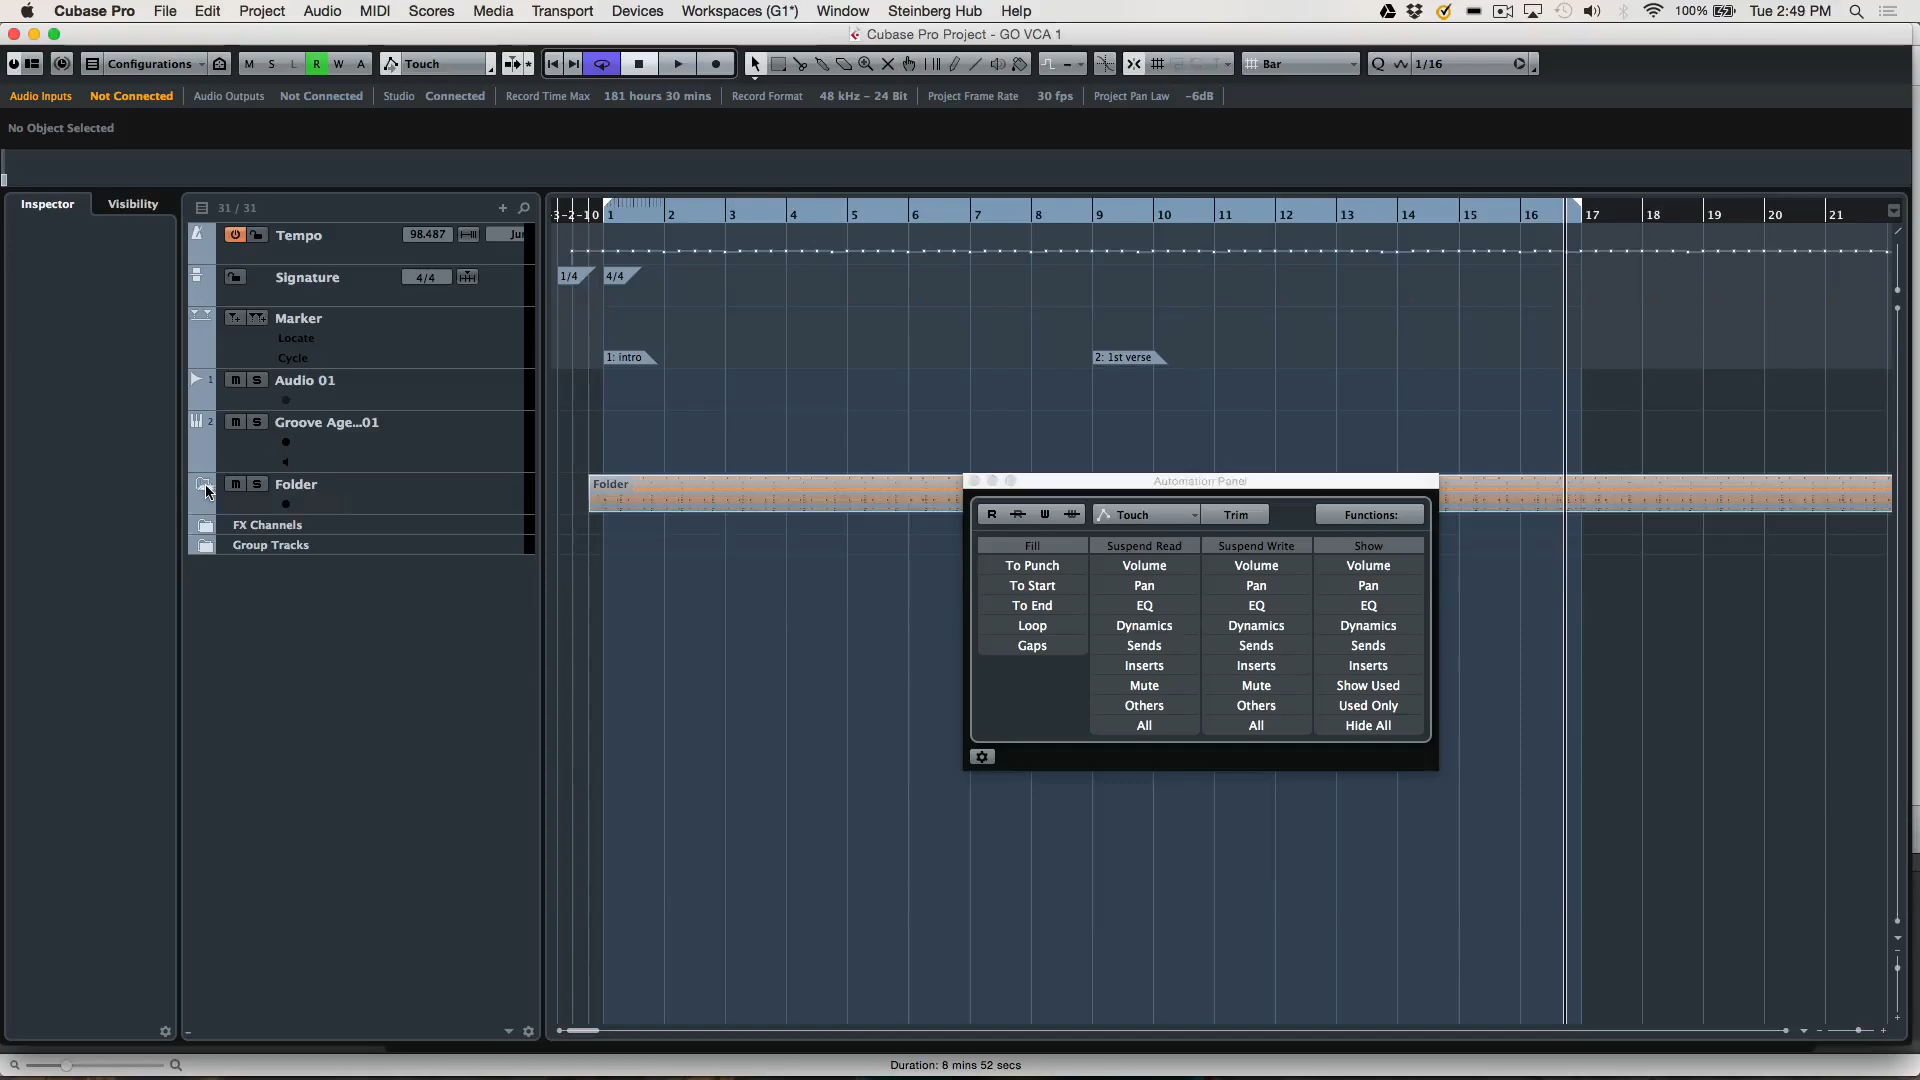 Cubase Pro File Edit Project Audio MIDI Scores Media Transport Devices Workspaces (G1*) Window Steinberg Hub Help 100% Tue 2:49 PM
Cubase Pro Project - GO VCA 1
Configurations M S L R W A Touch Bar Q 1/16
Audio Inputs Not Connected Audio Outputs Not Connected Studio Connected Record Time Max 181 hours 30 mins Record Format 48 kHz - 24 Bit Project Frame Rate 30 fps Project Pan Law -6dB
No Object Selected
Inspector Visibility 31 / 31
-3 -2 -1 0 1 2 3 4 5 6 7 8 9 10 11 12 13 14 15 16 17 18 19 20 21
Tempo 98.487 Jur
Signature 4/4 1/4 4/4
Marker
Locate
Cycle 1: intro 2: 1st verse
1 m S Audio 01
2 m S Groove Age...01
m S Folder Folder
FX Channels
Group Tracks
Automation Panel
R R W W Touch Trim Functions:
Fill Suspend Read Suspend Write Show
To Punch Volume Volume Volume
To Start Pan Pan Pan
To End EQ EQ EQ
Loop Dynamics Dynamics Dynamics
Gaps Sends Sends Sends
Inserts Inserts Inserts
Mute Mute Show Used
Others Others Used Only
All All Hide All
Duration: 8 mins 52 secs